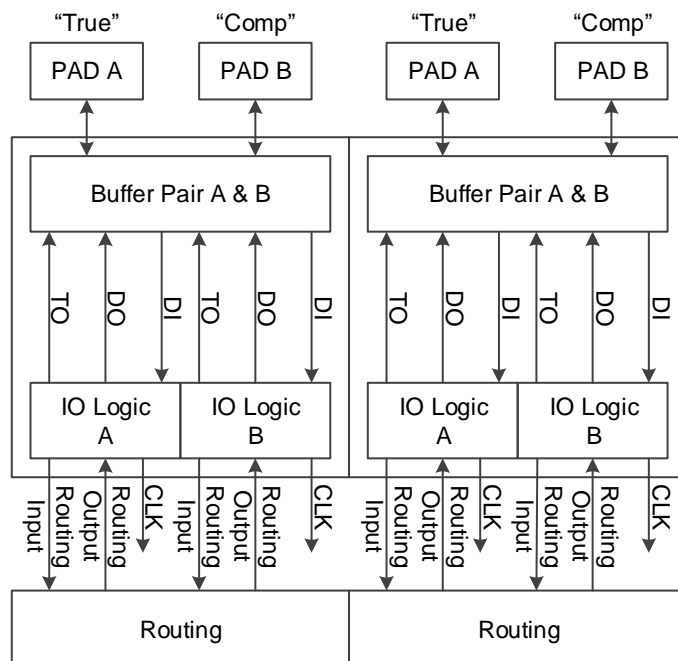 “True”
“Comp”
“True”
“Comp”
PAD A
PAD B
PAD A
PAD B
Buffer Pair A & B
Buffer Pair A & B
TO
DO
DI
TO
DO
DI
TO
DO
DI
TO
DO
DI
IO Logic
A
IO Logic
B
IO Logic
A
IO Logic
B
Routing
Input
Routing
Output
CLK
Routing
Input
Routing
Output
CLK
Routing
Input
Routing
Output
CLK
Routing
Input
Routing
Output
CLK
Routing
Routing